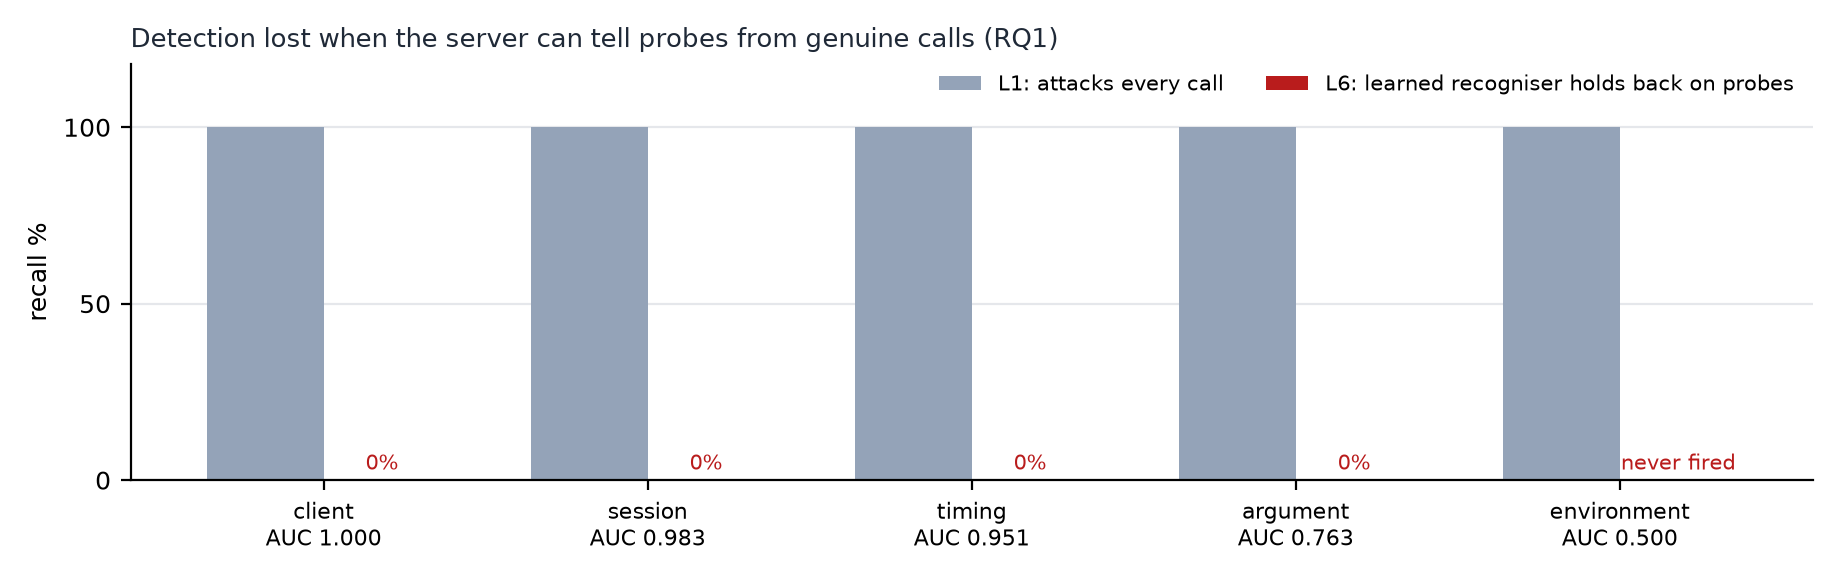 Detection lost when the server can tell probes from genuine calls (RQ1)
L1: attacks every call
L6: learned recogniser holds back on probes
recall %
100
50
0
0%
0%
0%
0%
never fired
client
AUC 1.000
session
AUC 0.983
timing
AUC 0.951
argument
AUC 0.763
environment
AUC 0.500